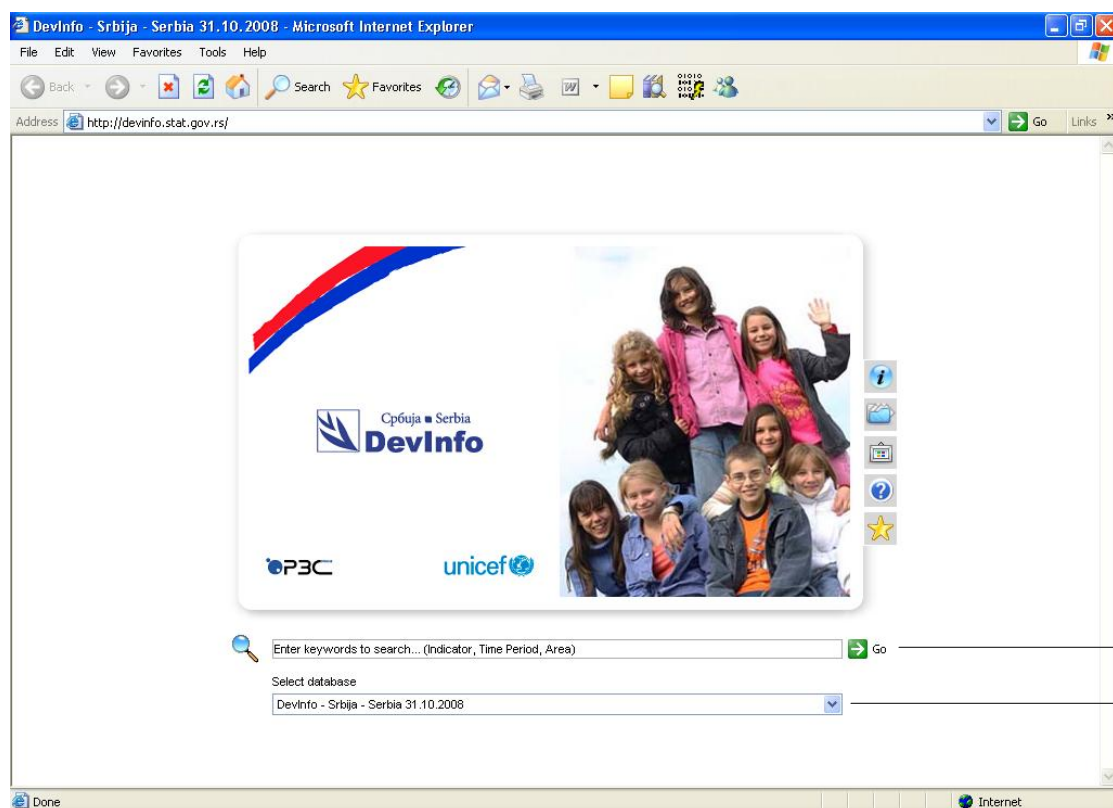 DevInfo - Srbija - Serbia 31.10.2008 - Microsoft Internet Explorer
File Edit View Favorites Tools Help
Back Search Favorites
Address http://devinfo.stat.gov.rs/ Go Links »
Србија ■ Serbia
DevInfo
РЗС unicef
Enter keywords to search... (Indicator, Time Period, Area) Go
Select database
DevInfo - Srbija - Serbia 31.10.2008
Done Internet